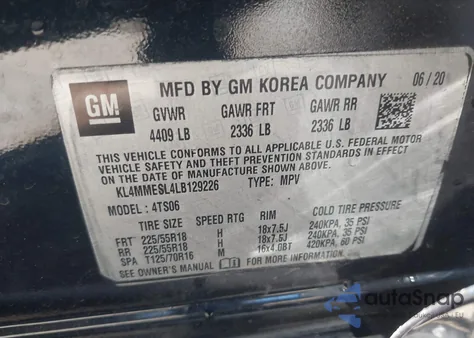 GM
MFD BY GM KOREA COMPANY 06/20
GVWR GAWR FRT GAWR RR
4409 LB 2336 LB 2336 LB
THIS VEHICLE CONFORMS TO ALL APPLICABLE U.S. FEDERAL MOTOR
VEHICLE SAFETY AND THEFT PREVENTION STANDARDS IN EFFECT ON THE
DATE OF MANUFACTURE SHOWN ABOVE.
KL4MMESL4LB129226 TYPE: MPV
MODEL: 4TS06
TIRE SIZE SPEED RTG RIM COLD TIRE PRESSURE
FRT 225/55R18 H 18x7.5J 240KPA, 35 PSI
RR 225/55R18 H 18x7.5J 240KPA, 35 PSI
SPA T125/70R16 M 16x4.0BT 420KPA, 60 PSI
SEE OWNER'S MANUAL FOR MORE INFORMATION.
autoSnap